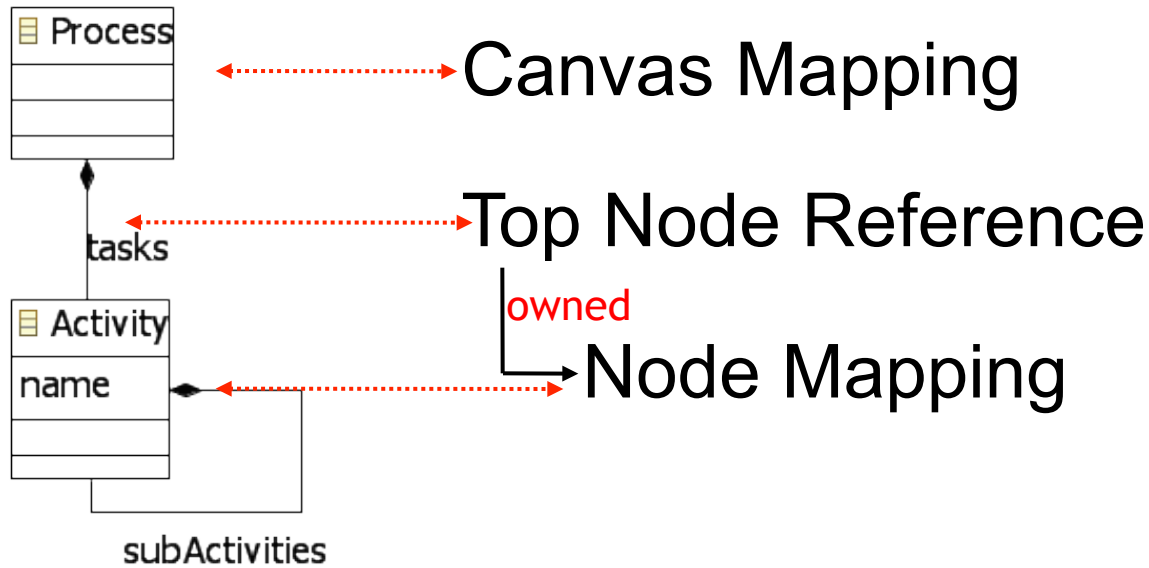 Process
Canvas Mapping
Top Node Reference
tasks
owned
Activity
Node Mapping
name
subActivities